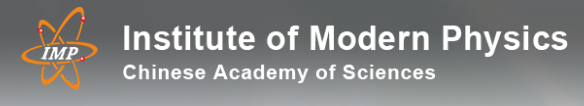 IMP
Institute of Modern Physics
Chinese Academy of Sciences